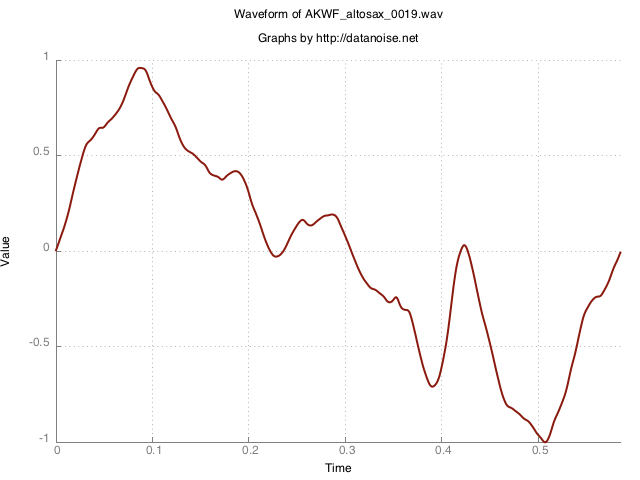 Waveform of AKWF_altosax_0019.wav
Graphs by http://datanoise.net
1
0.5
0
-0.5
-1
Value
0 0.1 0.2 0.3 0.4 0.5
Time